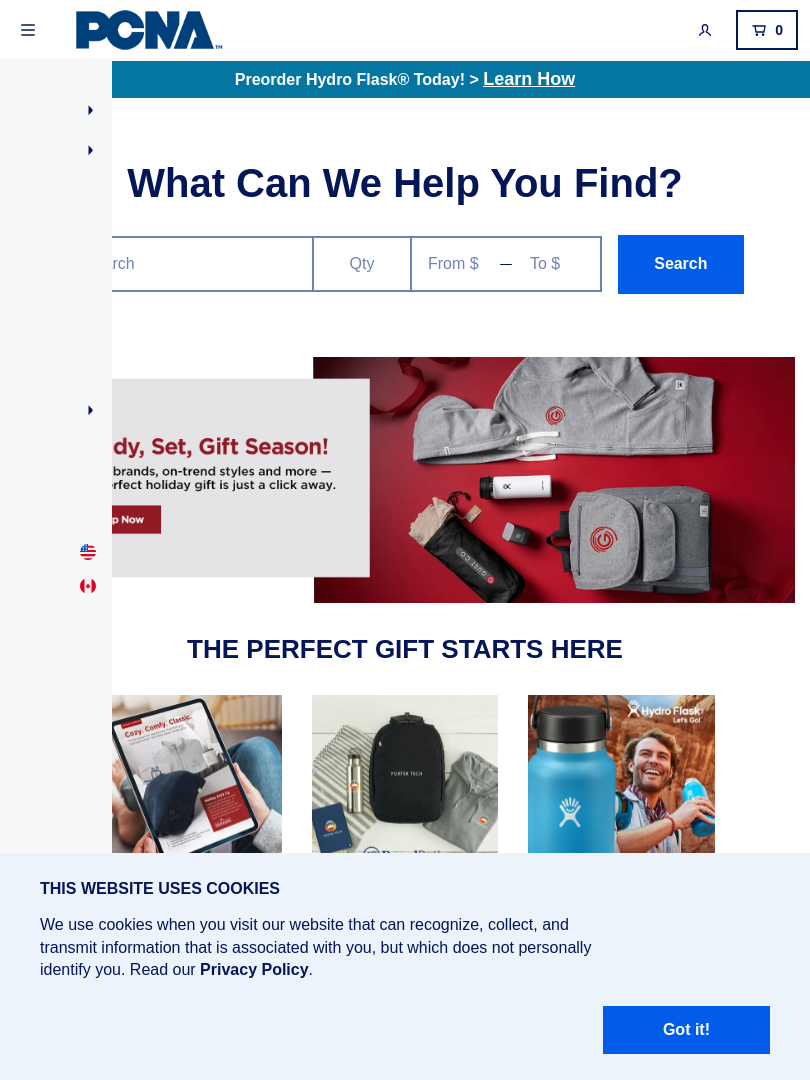 PCNA™
0
Preorder Hydro Flask® Today! > Learn How
What Can We Help You Find?
rch
Qty
From $ — To $
Search
dy, Set, Gift Season!
brands, on-trend styles and more —
rfect holiday gift is just a click away.
p Now
GUST CO
THE PERFECT GIFT STARTS HERE
Cozy. Comfy. Classic.
PORTER TECH
Hydro Flask
Let's Go!
THIS WEBSITE USES COOKIES
We use cookies when you visit our website that can recognize, collect, and
transmit information that is associated with you, but which does not personally
identify you. Read our Privacy Policy.
Got it!